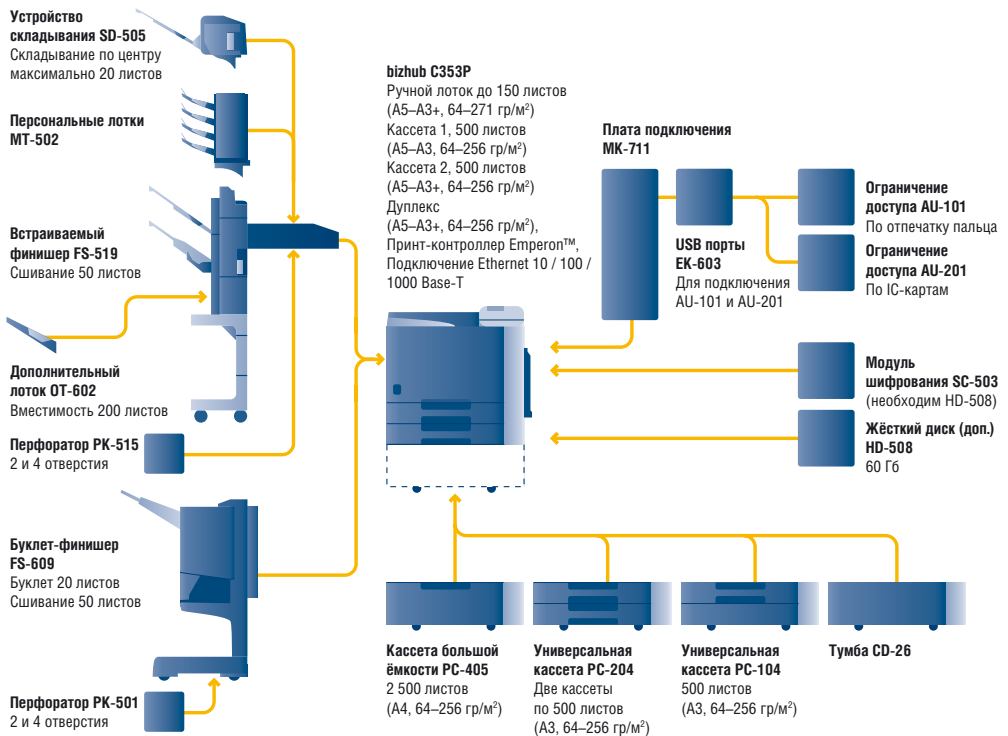 Устройство
складывания SD-505
Складывание по центру
максимально 20 листов
Персональные лотки
МТ-502
Встраиваемый
финишер FS-519
Сшивание 50 листов
Дополнительный
лоток OT-602
Вместимость 200 листов
Перфоратор PK-515
2 и 4 отверстия
Буклет-финишер
FS-609
Буклет 20 листов
Сшивание 50 листов
Перфоратор PK-501
2 и 4 отверстия
bizhub C353P
Ручной лоток до 150 листов
(A5–A3+, 64–271 гр/м²)
Кассета 1, 500 листов
(A5–A3, 64–256 гр/м²)
Кассета 2, 500 листов
(A5–A3+, 64–256 гр/м²)
Дуплекс
(A5–A3+, 64–256 гр/м²),
Принт-контроллер Emperon™,
Подключение Ethernet 10 / 100 /
1000 Base-T
Плата подключения
MK-711
USB порты
EK-603
Для подключения
AU-101 и AU-201
Ограничение
доступа AU-101
По отпечатку пальца
Ограничение
доступа AU-201
По IC-картам
Модуль
шифрования SC-503
(необходим HD-508)
Жёсткий диск (доп.)
HD-508
60 Гб
Кассета большой
ёмкости PC-405
2 500 листов
(A4, 64–256 гр/м²)
Универсальная
кассета PC-204
Две кассеты
по 500 листов
(A3, 64–256 гр/м²)
Универсальная
кассета PC-104
500 листов
(A3, 64–256 гр/м²)
Тумба CD-26